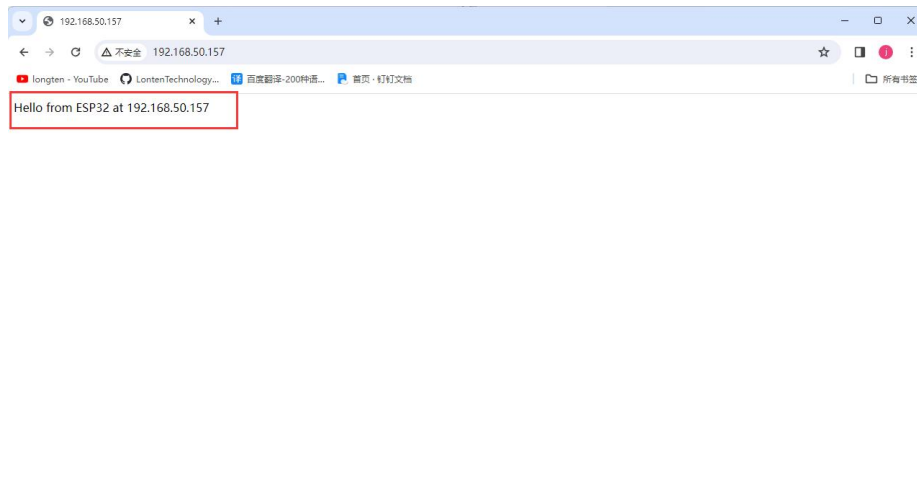 192.168.50.157
不安全 192.168.50.157
longten - YouTube LontenTechnology... 译 百度翻译-200种语... 首页 · 钉钉文档 所有书签
Hello from ESP32 at 192.168.50.157